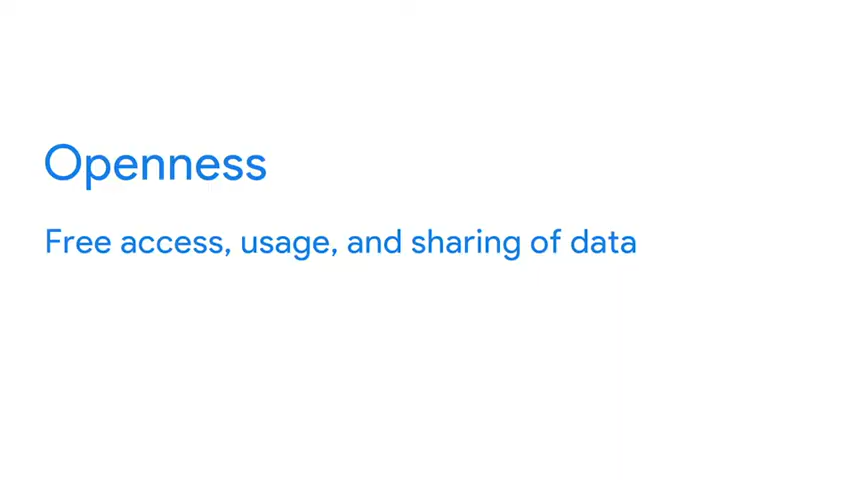 Openness
Free access, usage, and sharing of data